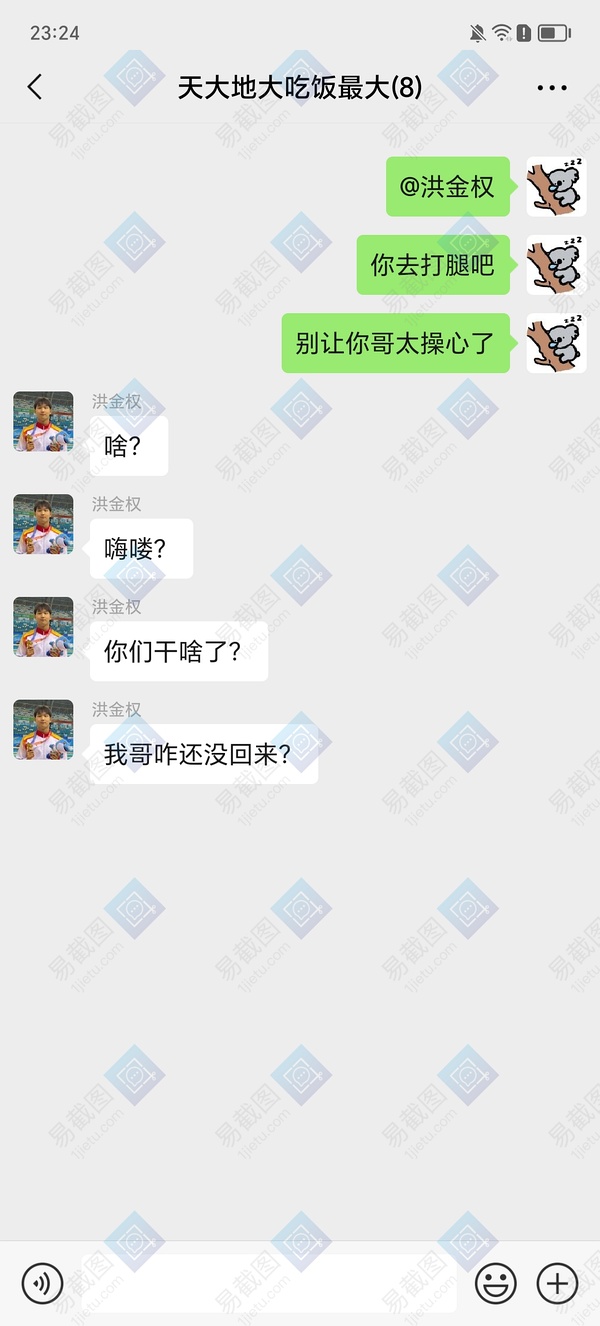 23:24
天大地大吃饭最大(8)
@洪金权
你去打腿吧
别让你哥太操心了
洪金权
啥?
洪金权
嗨喽?
洪金权
你们干啥了?
洪金权
我哥咋还没回来?
易截图
1jietu.com